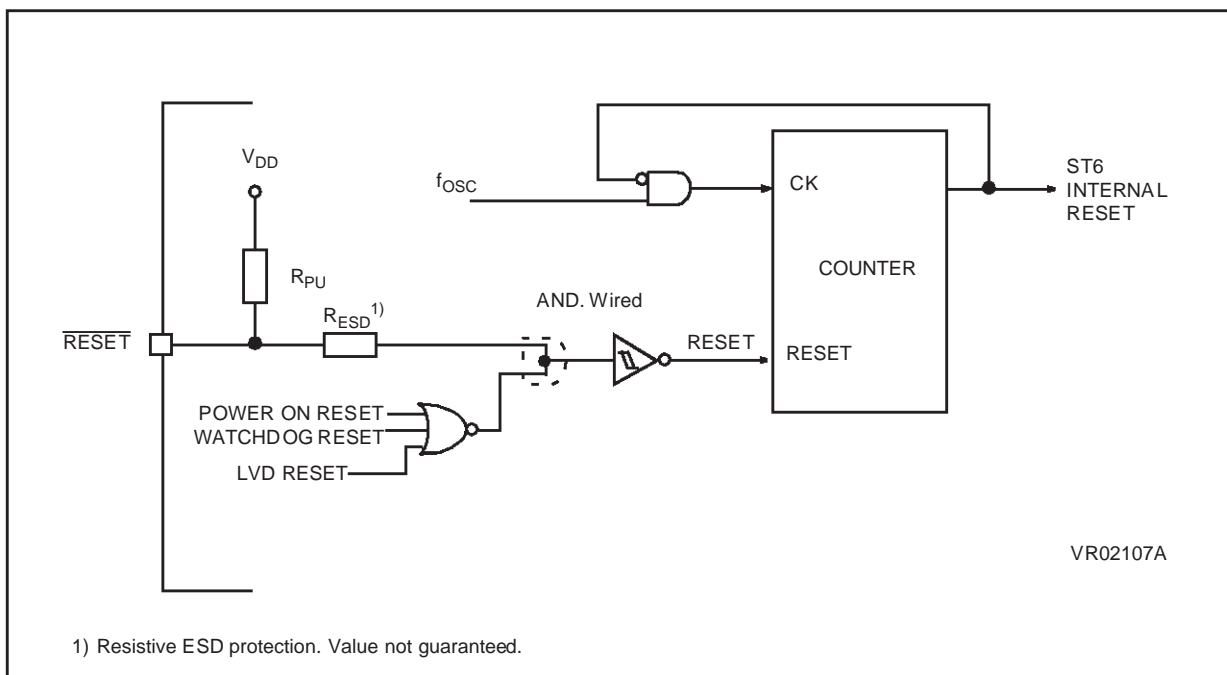 V_DD
f_OSC
CK
ST6
INTERNAL
RESET
COUNTER
R_PU
AND. Wired
R_ESD 1)
RESET
RESET
RESET
POWER ON RESET
WATCHDOG RESET
LVD RESET
VR02107A
1) Resistive ESD protection. Value not guaranteed.